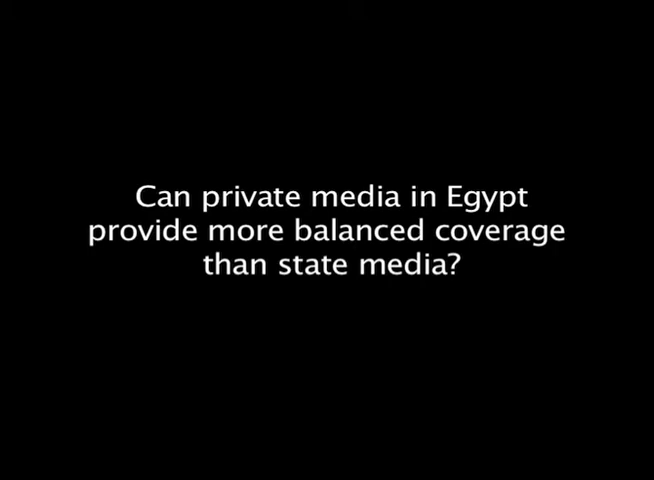 Can private media in Egypt
provide more balanced coverage
than state media?